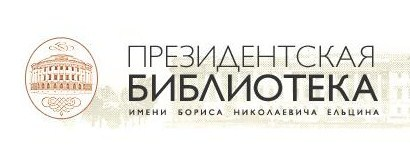 ПРЕЗИДЕНТСКАЯ
БИБЛИОТЕКА
ИМЕНИ БОРИСА НИКОЛАЕВИЧА ЕЛЬЦИНА